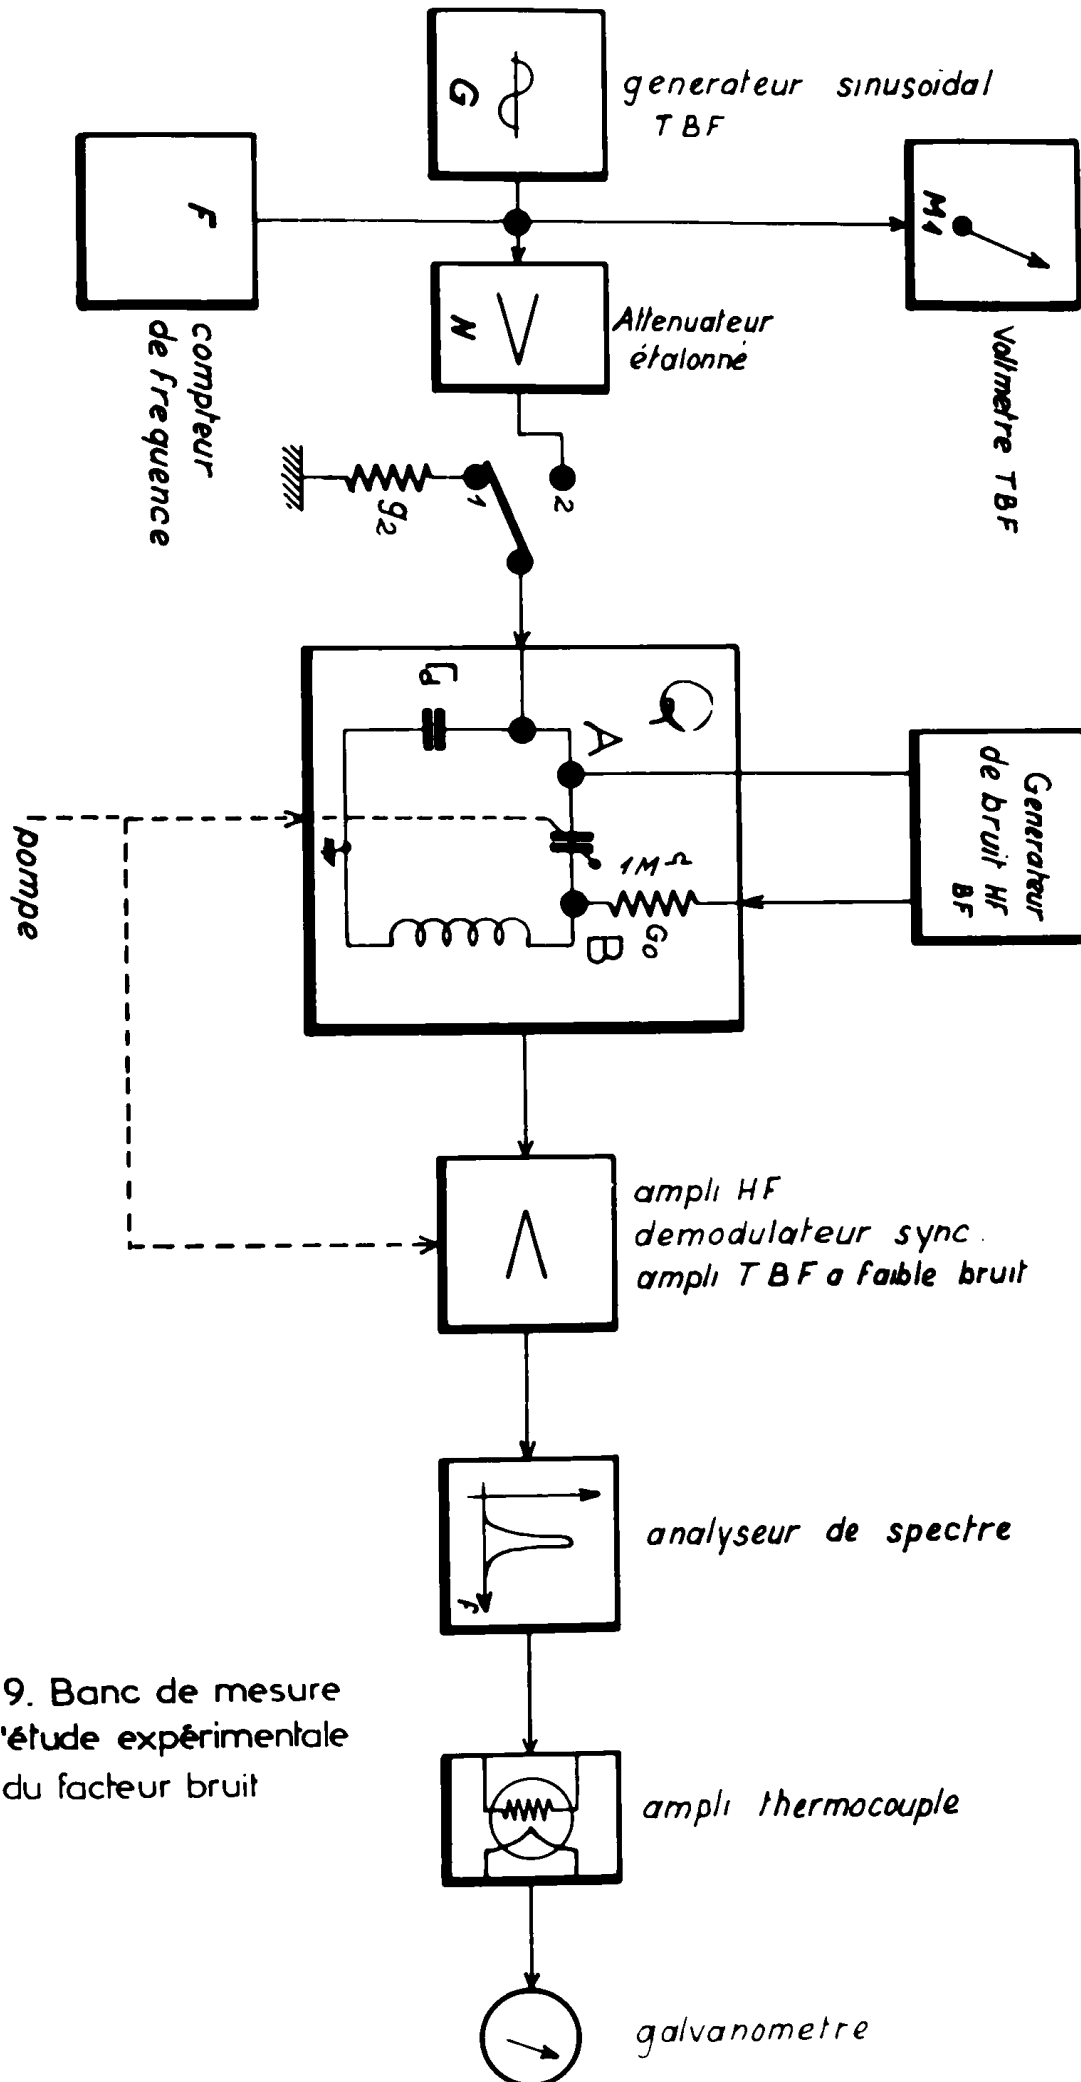 G
generateur sinusoidal
TBF
F
compteur
de frequence
M1
Voltmetre TBF
N
Attenuateur
étalonné
g2
1
2
Q
Cd
A
1MΩ
G0
B
Generateur
de bruit HF
BF
pompe
ampli HF
demodulateur sync.
ampli TBF a faible bruit
F
analyseur de spectre
9. Banc de mesure
'étude expérimentale
du facteur bruit
ampli thermocouple
galvanometre